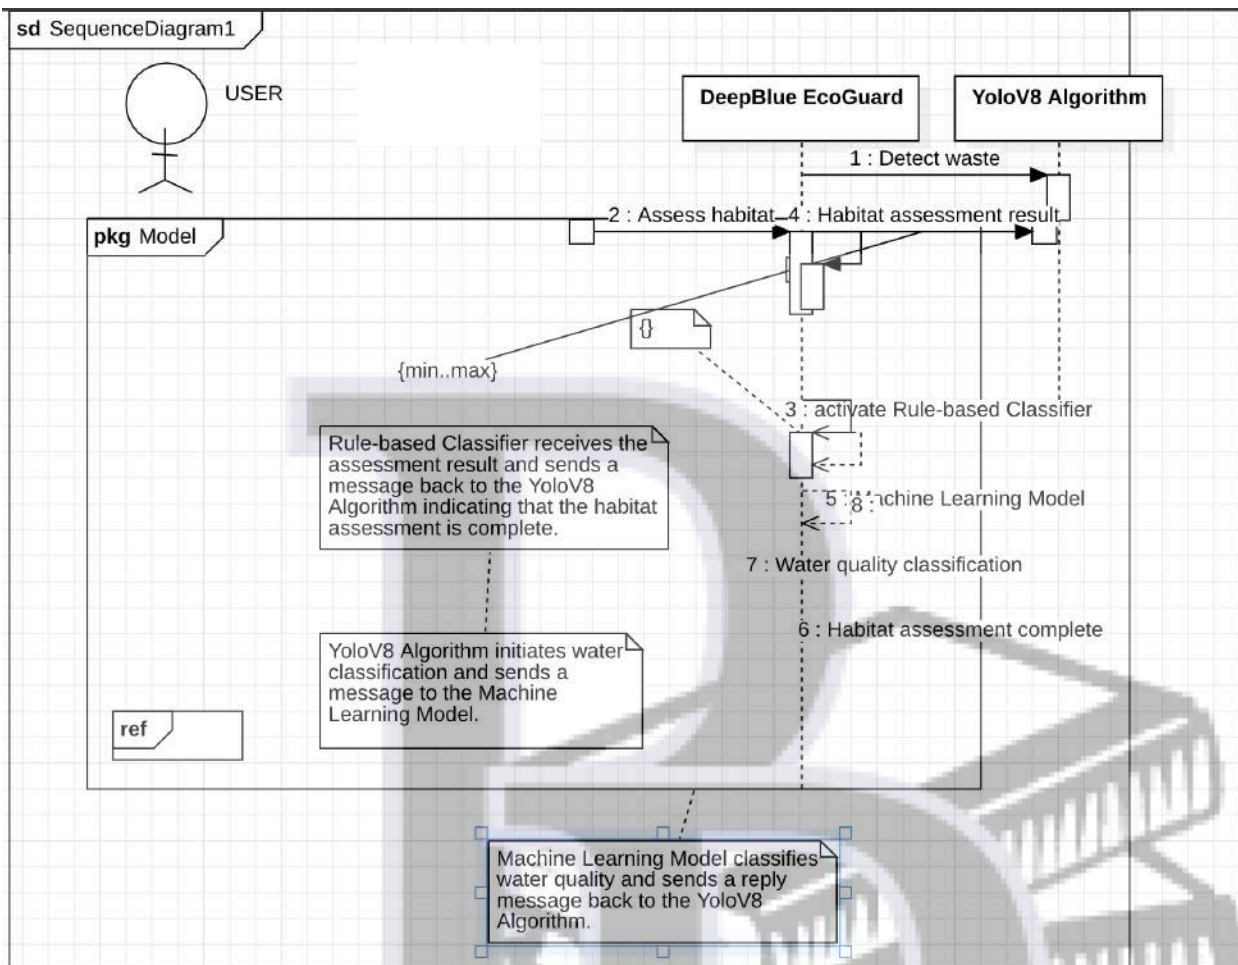 sd SequenceDiagram1
USER
DeepBlue EcoGuard
YoloV8 Algorithm
1 : Detect waste
2 : Assess habitat
4 : Habitat assessment result
pkg Model
{}
{min..max}
3 : activate Rule-based Classifier
Rule-based Classifier receives the
assessment result and sends a
message back to the YoloV8
Algorithm indicating that the habitat
assessment is complete.
5 : Machine Learning Model
8 :
7 : Water quality classification
6 : Habitat assessment complete
YoloV8 Algorithm initiates water
classification and sends a
message to the Machine
Learning Model.
ref
Machine Learning Model classifies
water quality and sends a reply
message back to the YoloV8
Algorithm.